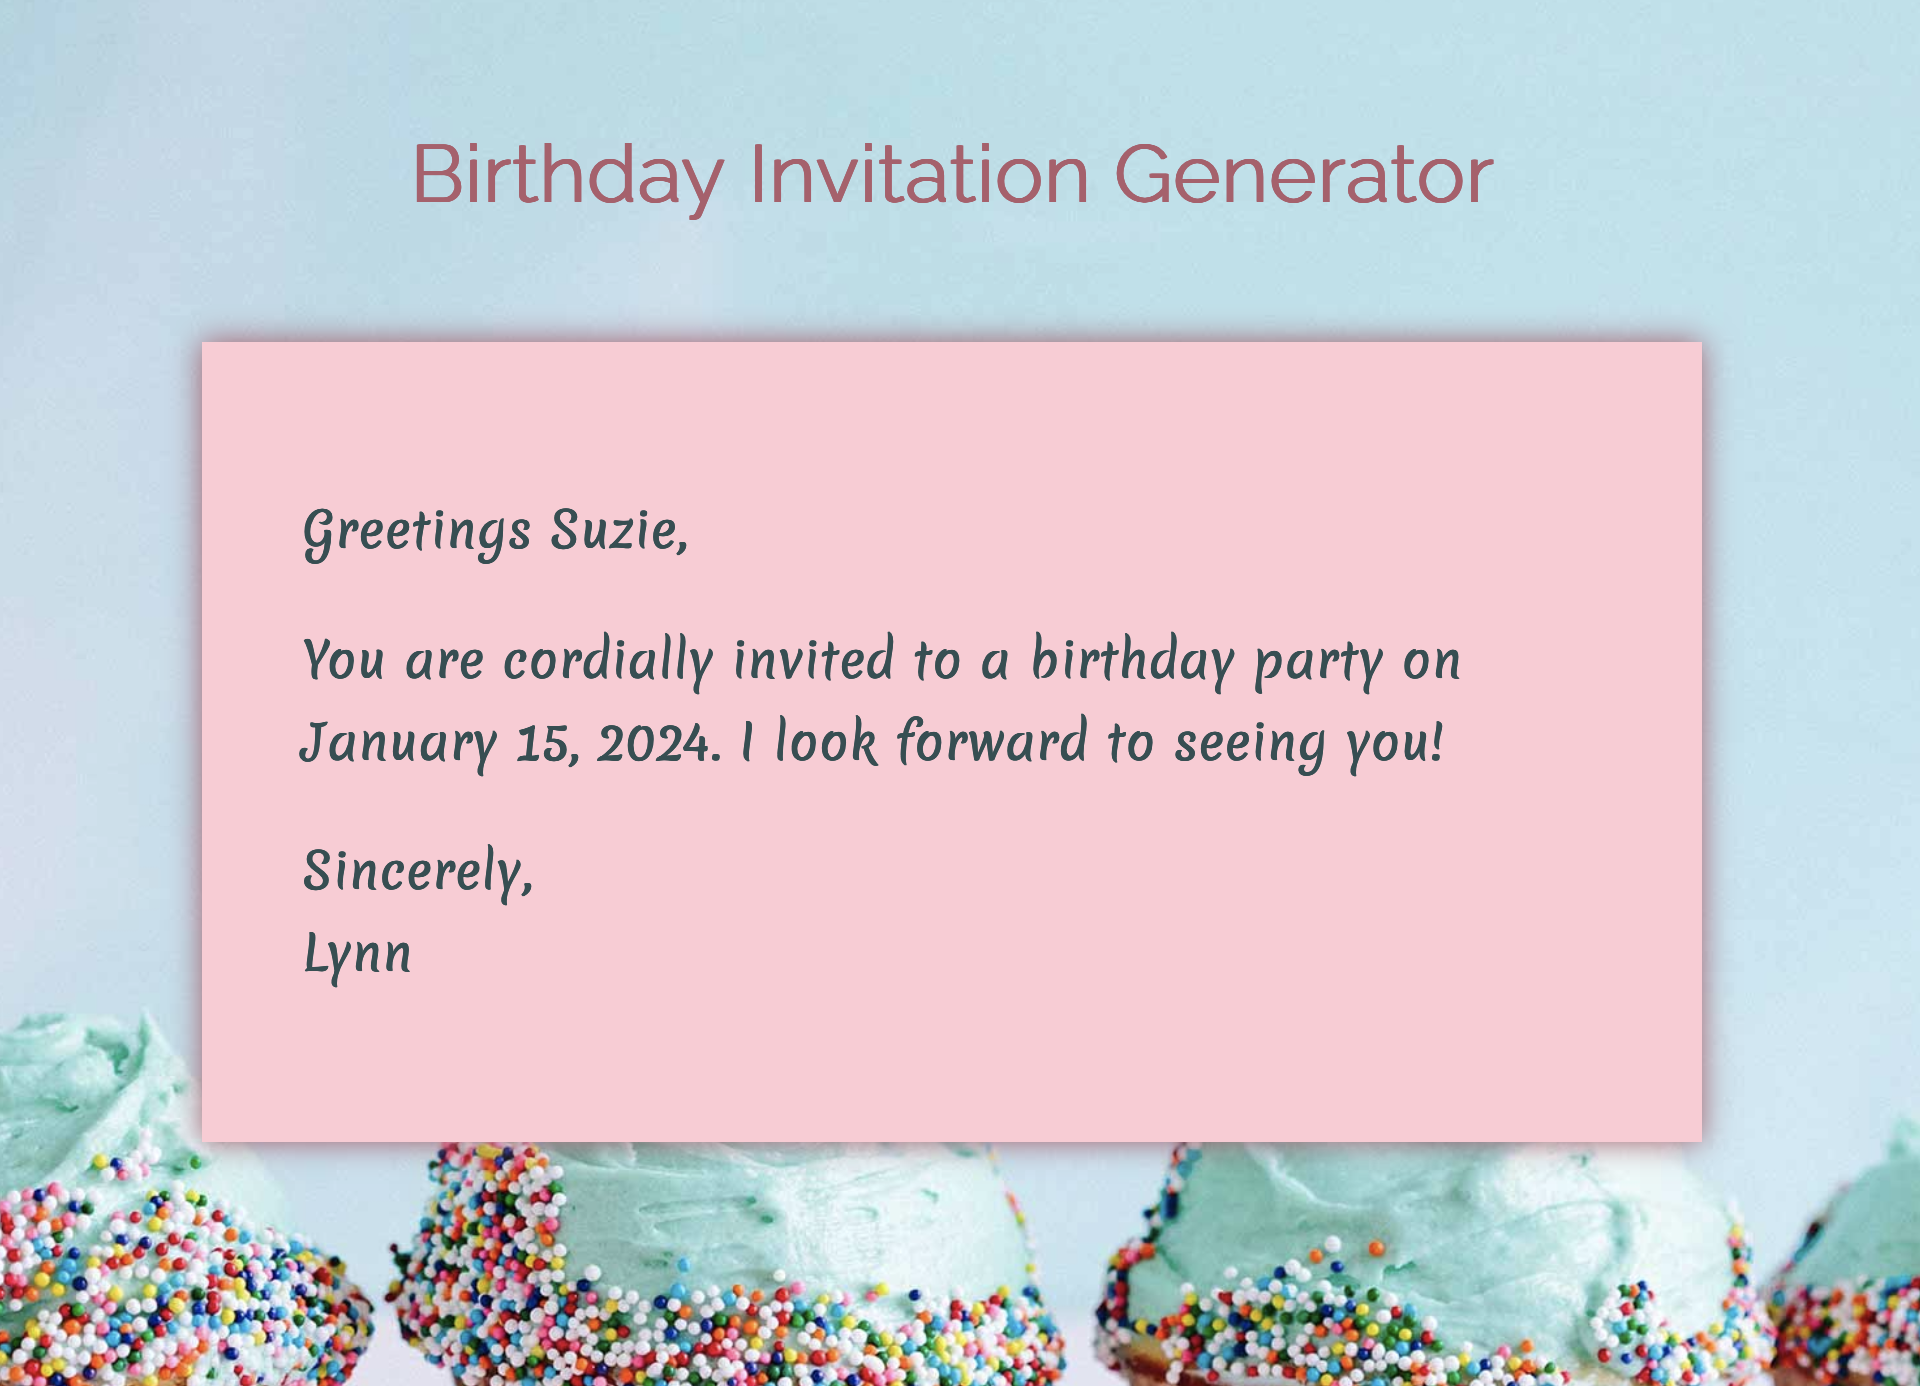 Birthday Invitation Generator
Greetings Suzie,
You are cordially invited to a birthday party on
January 15, 2024. I look forward to seeing you!
Sincerely,
Lynn